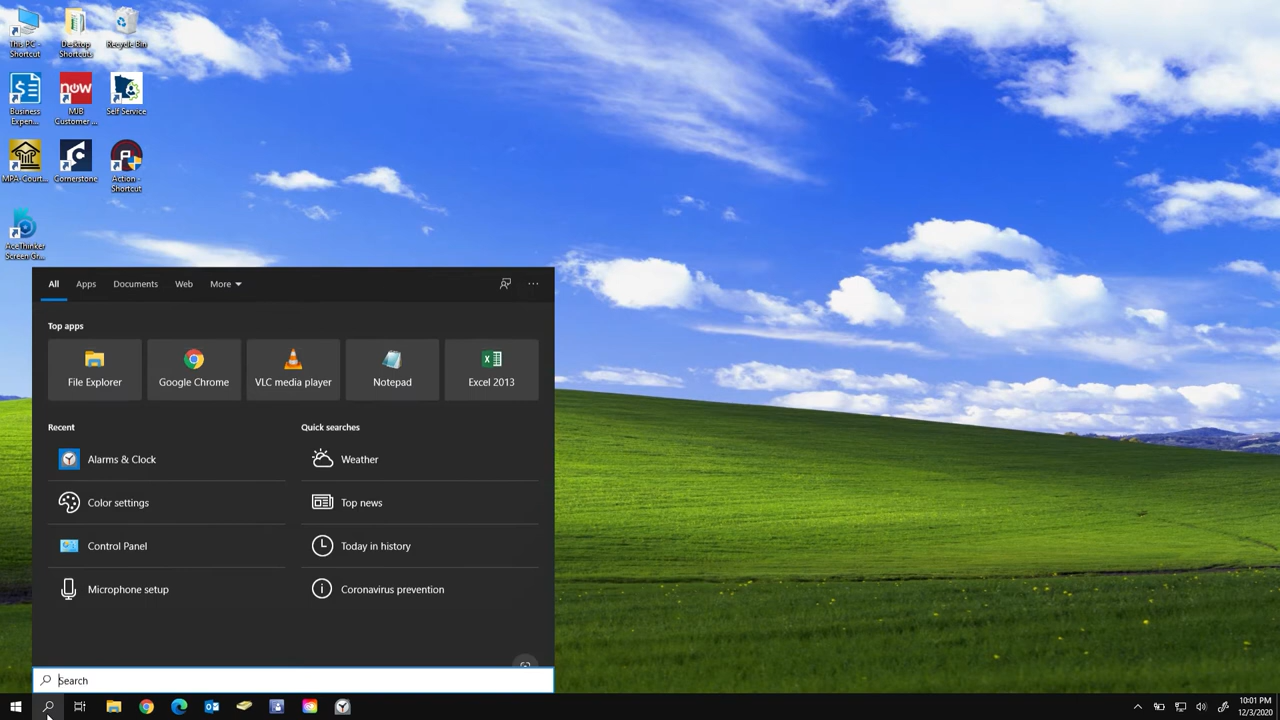 This PC - Shortcut
Desktop Shortcuts
Recycle Bin
Business Expen...
MJB Customer ...
Self Service
MPA-Court...
Cornerstone
Action - Shortcut
AceThinker Screen Gr...
now
All Apps Documents Web More ...
Top apps
File Explorer Google Chrome VLC media player Notepad Excel 2013
Recent
Alarms & Clock
Color settings
Control Panel
Microphone setup
Quick searches
Weather
Top news
Today in history
Coronavirus prevention
Search
10:01 PM
12/3/2020